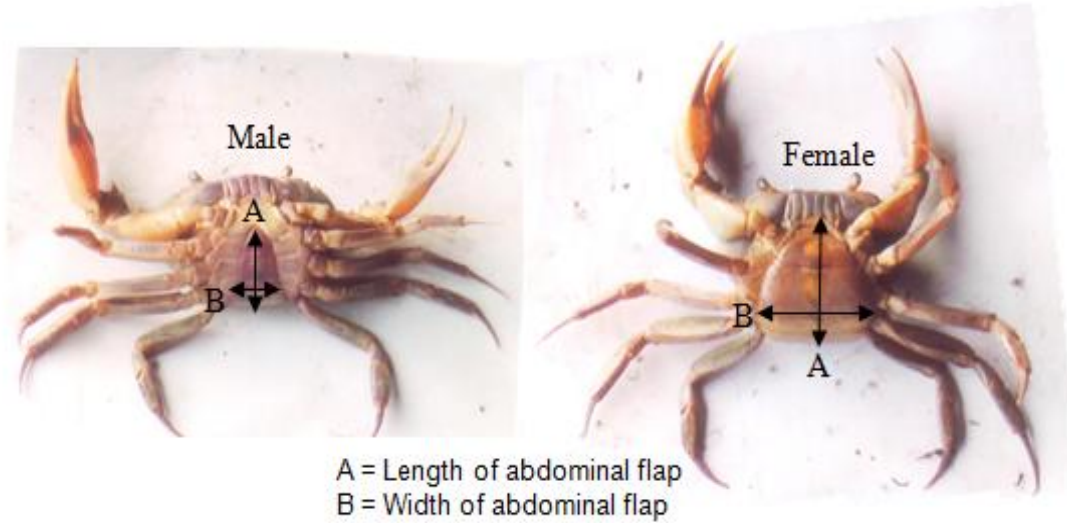 Male
A
B
Female
B
A
A = Length of abdominal flap
B = Width of abdominal flap